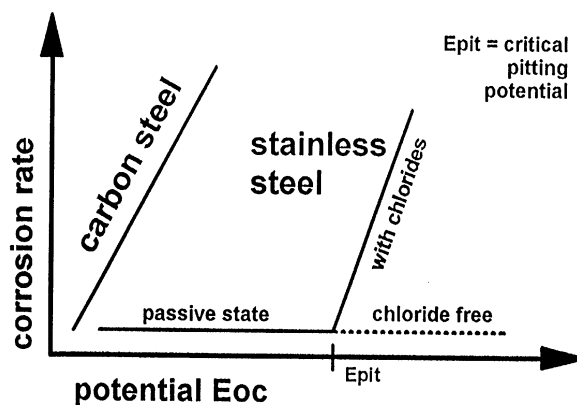 Epit = critical
pitting
potential
carbon steel
stainless
steel
with chlorides
corrosion rate
passive state
chloride free
Epit
potential Eoc